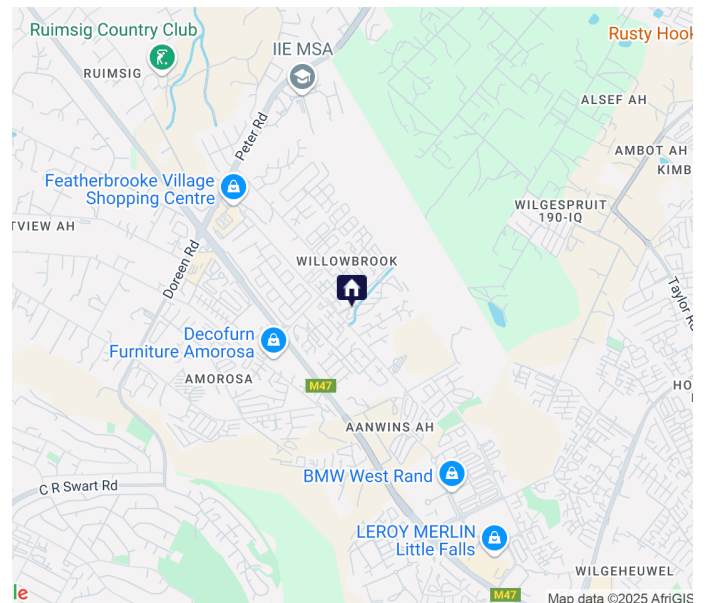 Ruimsig Country Club
RUIMSIG
IIE MSA
Rusty Hook
ALSEF AH
AMBOT AH
KIMB
Peter Rd
Featherbrooke Village
Shopping Centre
WILGESPRUIT
190-IQ
TVIEW AH
Doreen Rd
WILLOWBROOK
Taylor Rd
Decofurn
Furniture Amorosa
AMOROSA
M47
HO
AANWINS AH
BMW West Rand
C R Swart Rd
LEROY MERLIN
Little Falls
WILGEHEUWEL
le
M47
Map data ©2025 AfriGIS